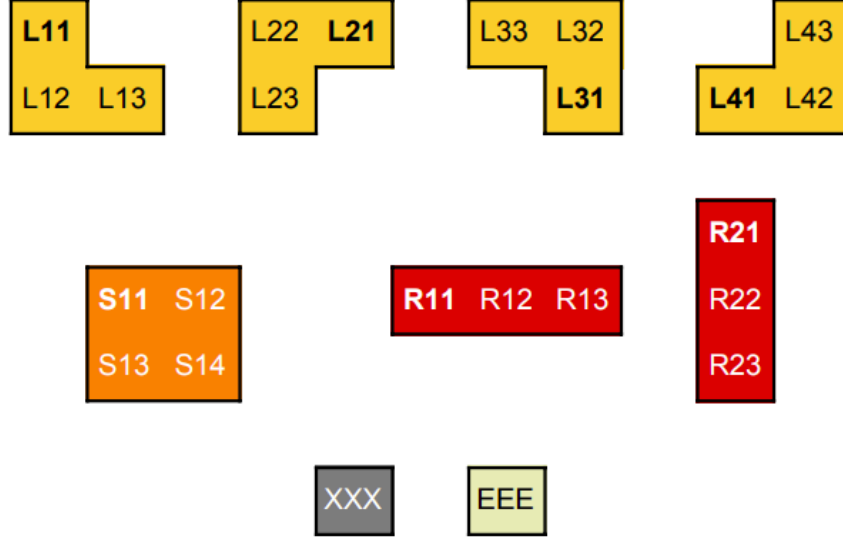 L11 L22 L21 L33 L32 L43
L12 L13 L23 L31 L41 L42
R21
S11 S12 R11 R12 R13 R22
S13 S14 R23
XXX EEE